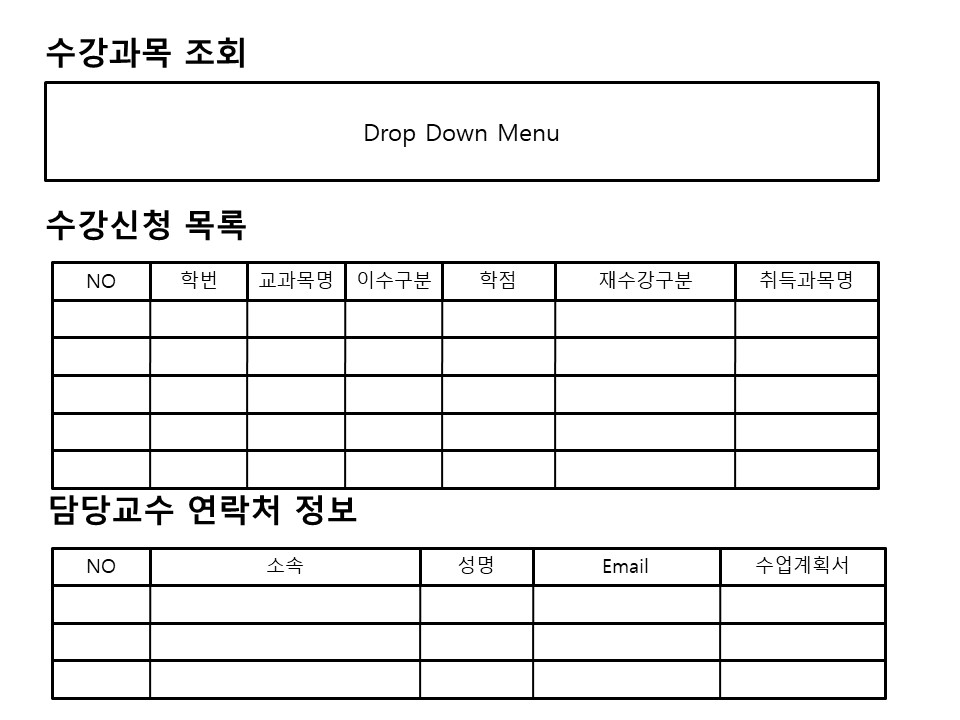 수강과목 조회
Drop Down Menu
수강신청 목록
NO 학번 교과목명 이수구분 학점 재수강구분 취득과목명
담당교수 연락처 정보
NO 소속 성명 Email 수업계획서